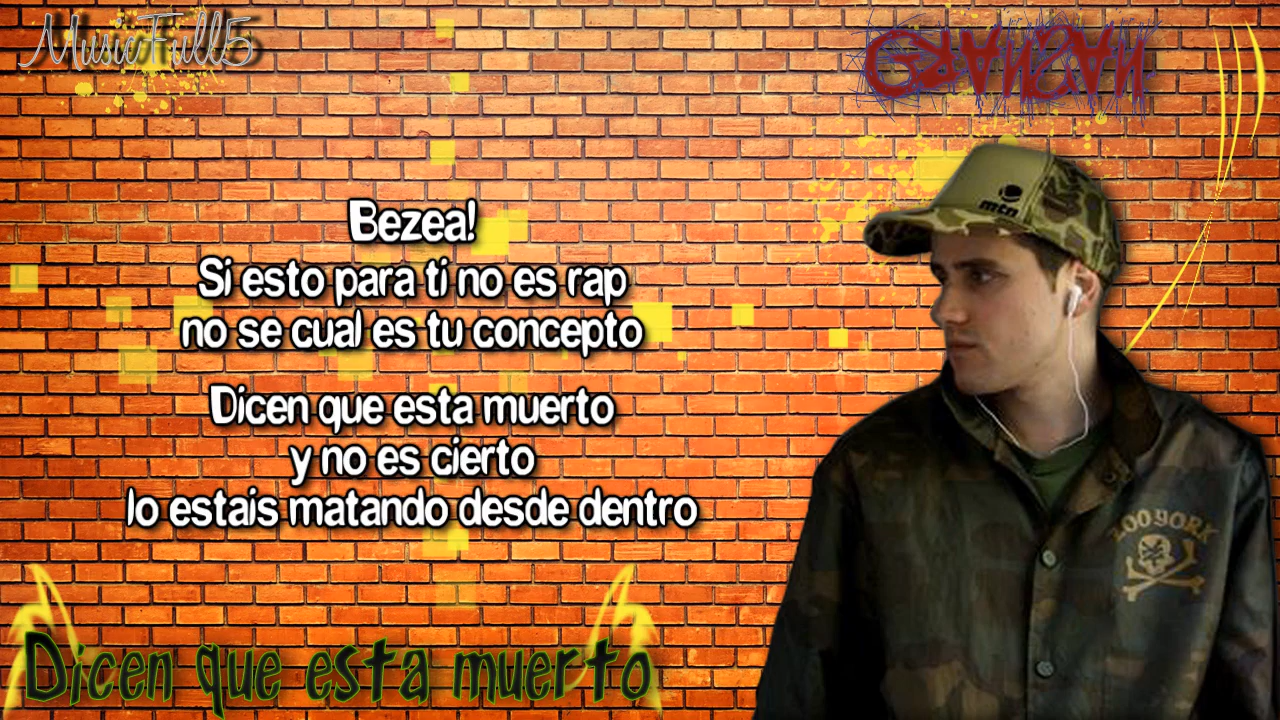 MusicFull5
GRANSAN
Bezea!
Si esto para ti no es rap
no se cual es tu concepto
Dicen que esta muerto
y no es cierto
lo estais matando desde dentro
mtn
ZOO YORK
Dicen que esta muerto